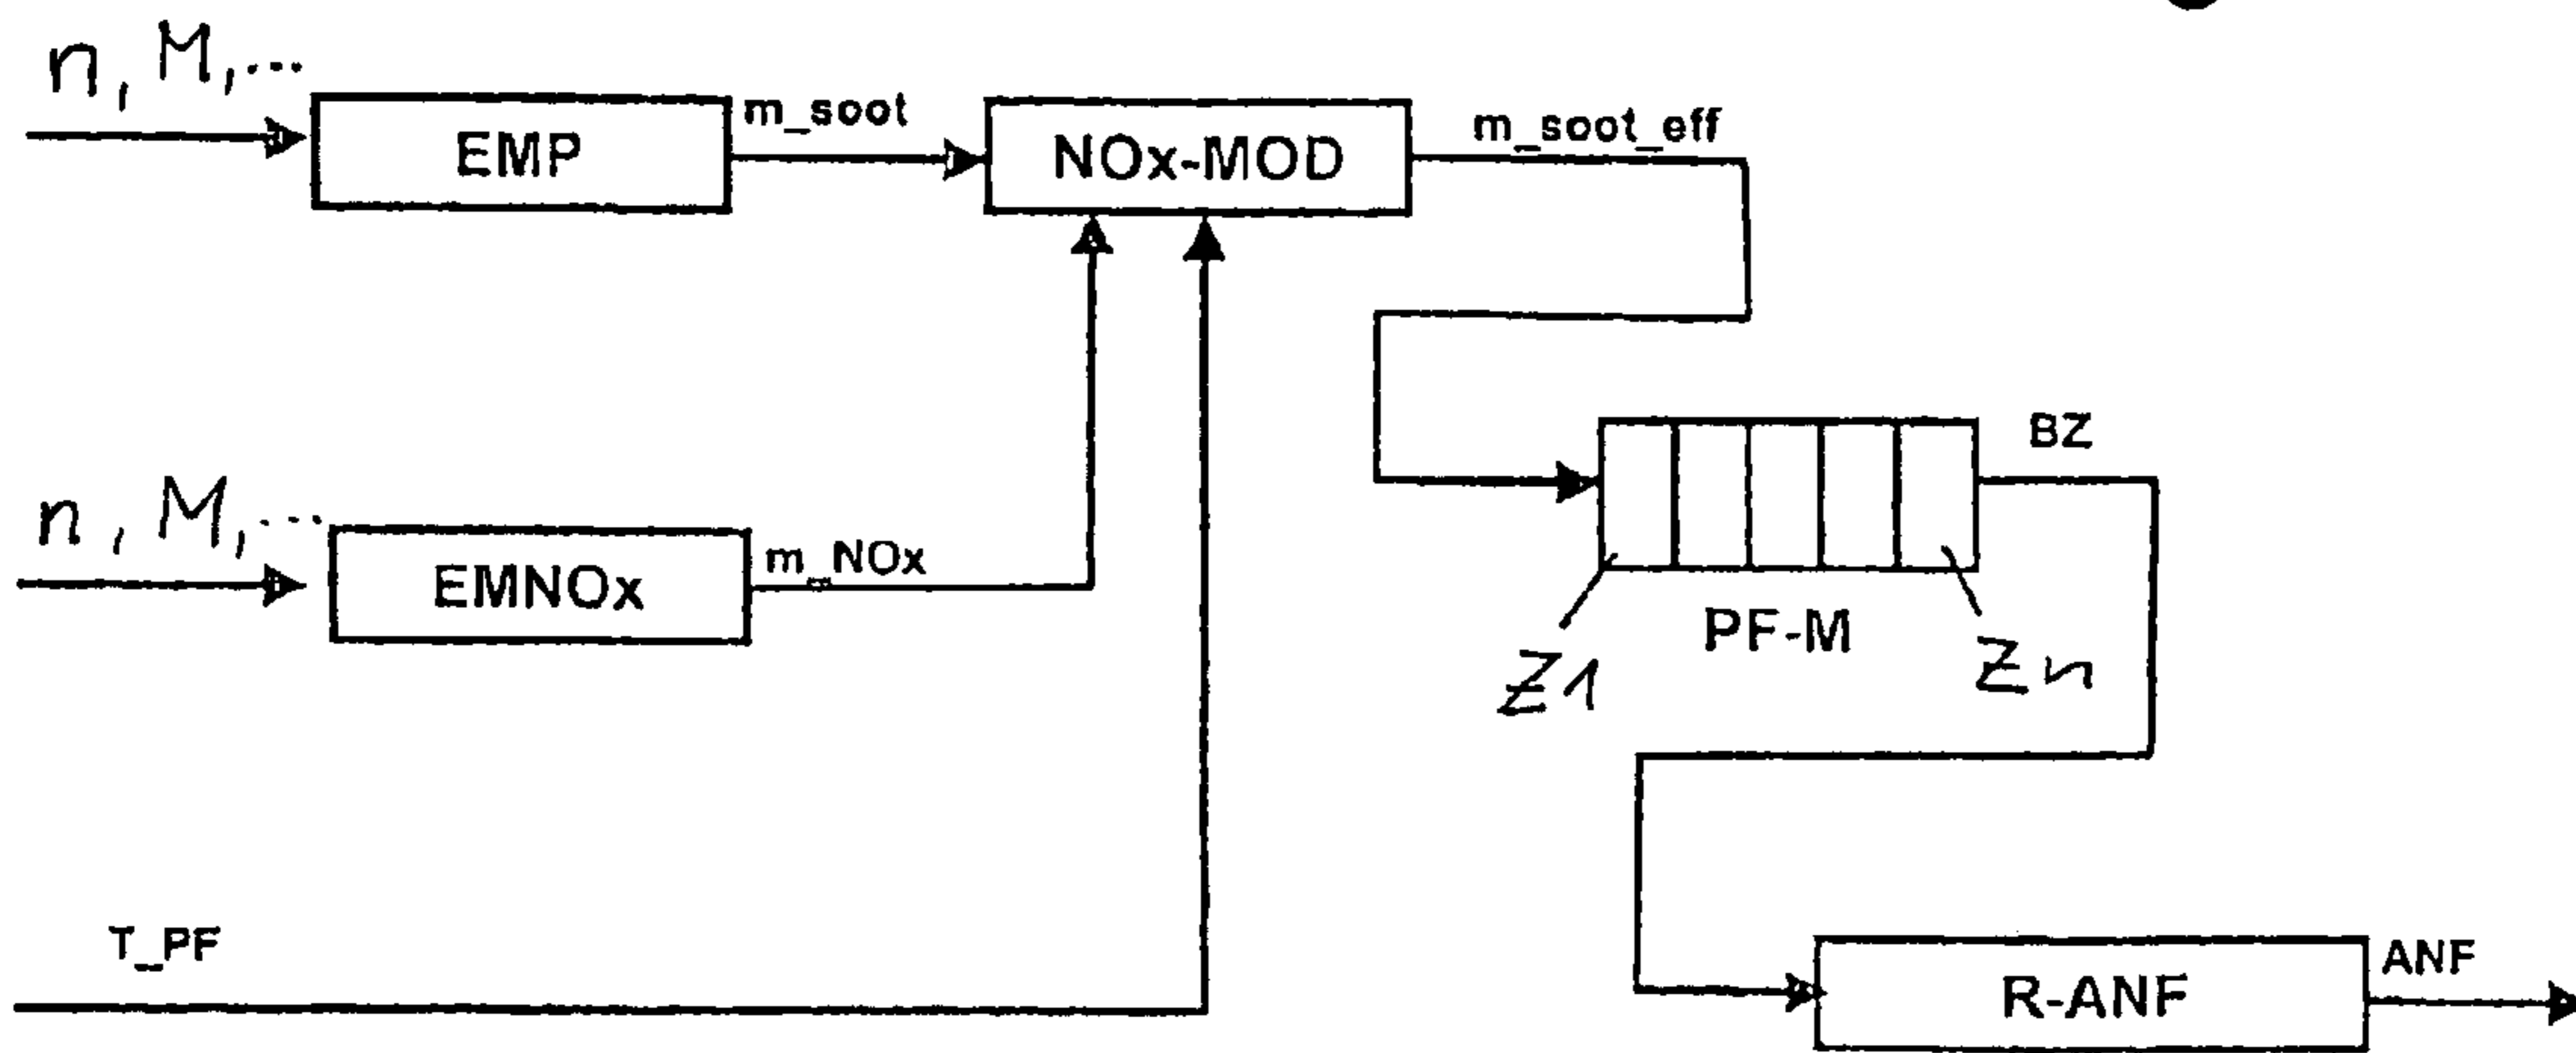 n, M, ...
EMP
m_soot
NOx-MOD
m_soot_eff
n, M, ...
EMNOx
m_NOx
BZ
PF-M
Z1
Zn
T_PF
R-ANF
ANF